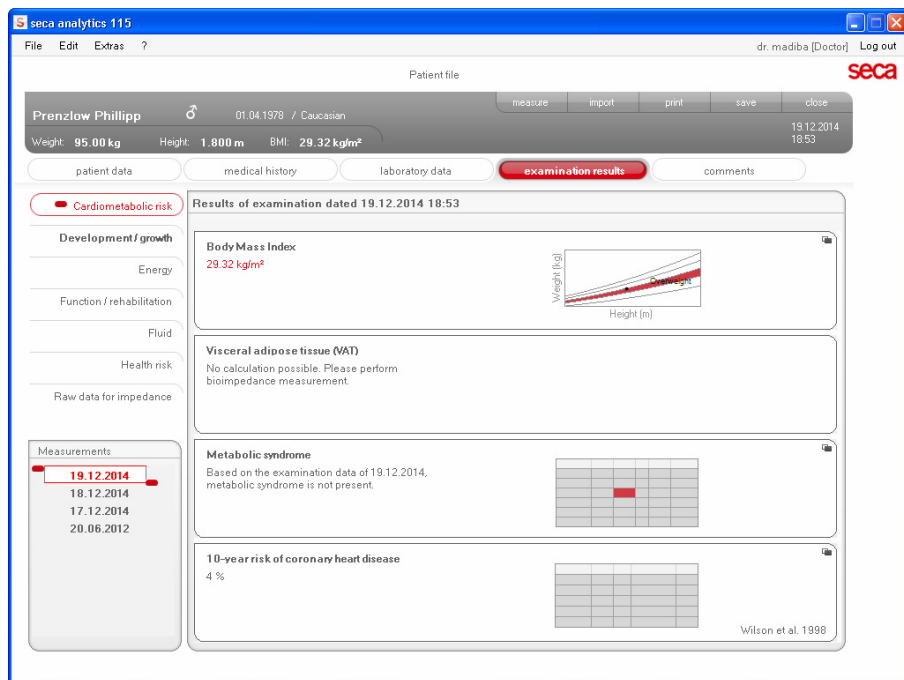 seca analytics 115
File Edit Extras ?
dr. madiba [Doctor] Log out
Patient file
seca
measure import print save close
Prenzlow Phillipp ♂ 01.04.1978 / Caucasian
19.12.2014
18:53
Weight: 95.00 kg Height: 1.800 m BMI: 29.32 kg/m²
patient data medical history laboratory data examination results comments
Cardiometabolic risk
Development / growth
Energy
Function / rehabilitation
Fluid
Health risk
Raw data for impedance
Measurements
19.12.2014
18.12.2014
17.12.2014
20.06.2012
Results of examination dated 19.12.2014 18:53
Body Mass Index
29.32 kg/m²
Weight (kg)
Overweight
Height (m)
Visceral adipose tissue (VAT)
No calculation possible. Please perform
bioimpedance measurement.
Metabolic syndrome
Based on the examination data of 19.12.2014,
metabolic syndrome is not present.
10-year risk of coronary heart disease
4 %
Wilson et al. 1998